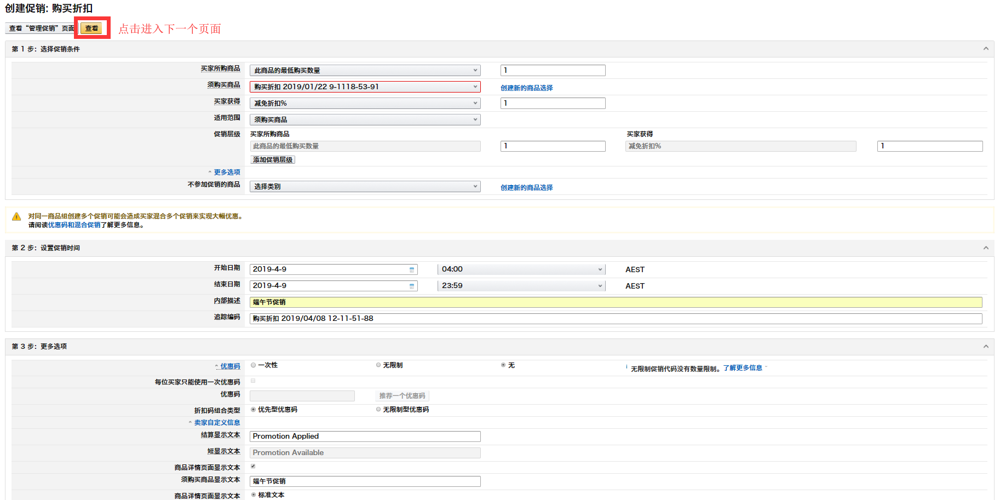 创建促销: 购买折扣
查看“管理促销”页面 查看 点击进入下一个页面
第 1 步：选择促销条件
买家所购商品 此商品的最低购买数量 1
须购买商品 购买折扣 2019/01/22 9-1118-53-91 创建新的商品选择
买家获得 减免折扣% 1
适用范围 须购买商品
促销层级 买家所购商品 买家获得
此商品的最低购买数量 1 减免折扣% 1
添加促销层级
更多选项
不参加促销的商品 选择类别 创建新的商品选择
对同一商品组创建多个促销可能会造成买家混合多个促销来实现大幅优惠。
请阅读优惠码和混合促销了解更多信息。
第 2 步：设置促销时间
开始日期 2019-4-9 04:00 AEST
结束日期 2019-4-9 23:59 AEST
内部描述 端午节促销
追踪编码 购买折扣 2019/04/08 12-11-51-88
第 3 步：更多选项
优惠码 一次性 无限制 无 无限制促销代码没有数量限制。了解更多信息
每位买家只能使用一次优惠码
优惠码 推荐一个优惠码
折扣码组合类型 优先型优惠码 无限制型优惠码
卖家自定义信息
结算显示文本 Promotion Applied
短显示文本 Promotion Available
商品详情页面显示文本
须购买商品显示文本 端午节促销
商品详情页面显示文本 标准文本